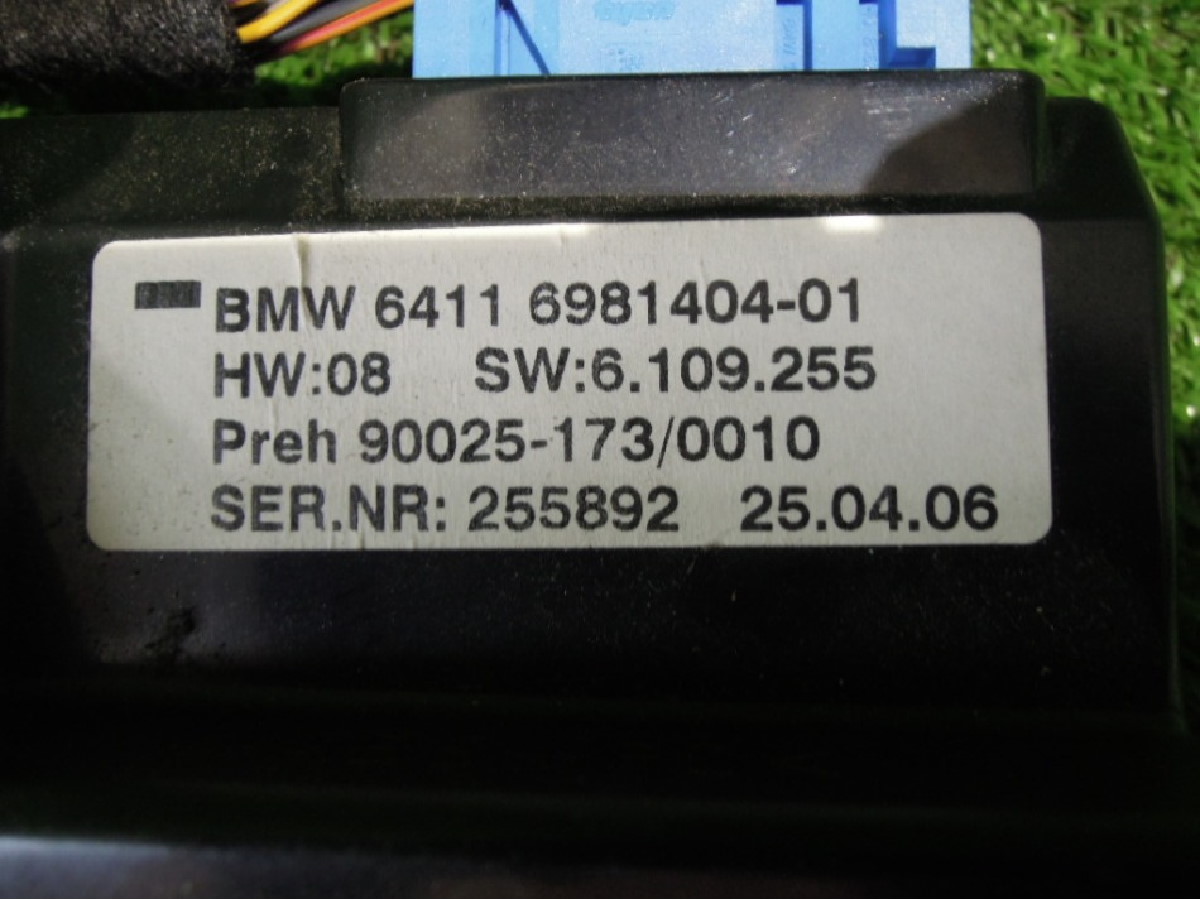 BMW 6411 6981404-01
HW:08 SW:6.109.255
Preh 90025-173/0010
SER.NR: 255892 25.04.06